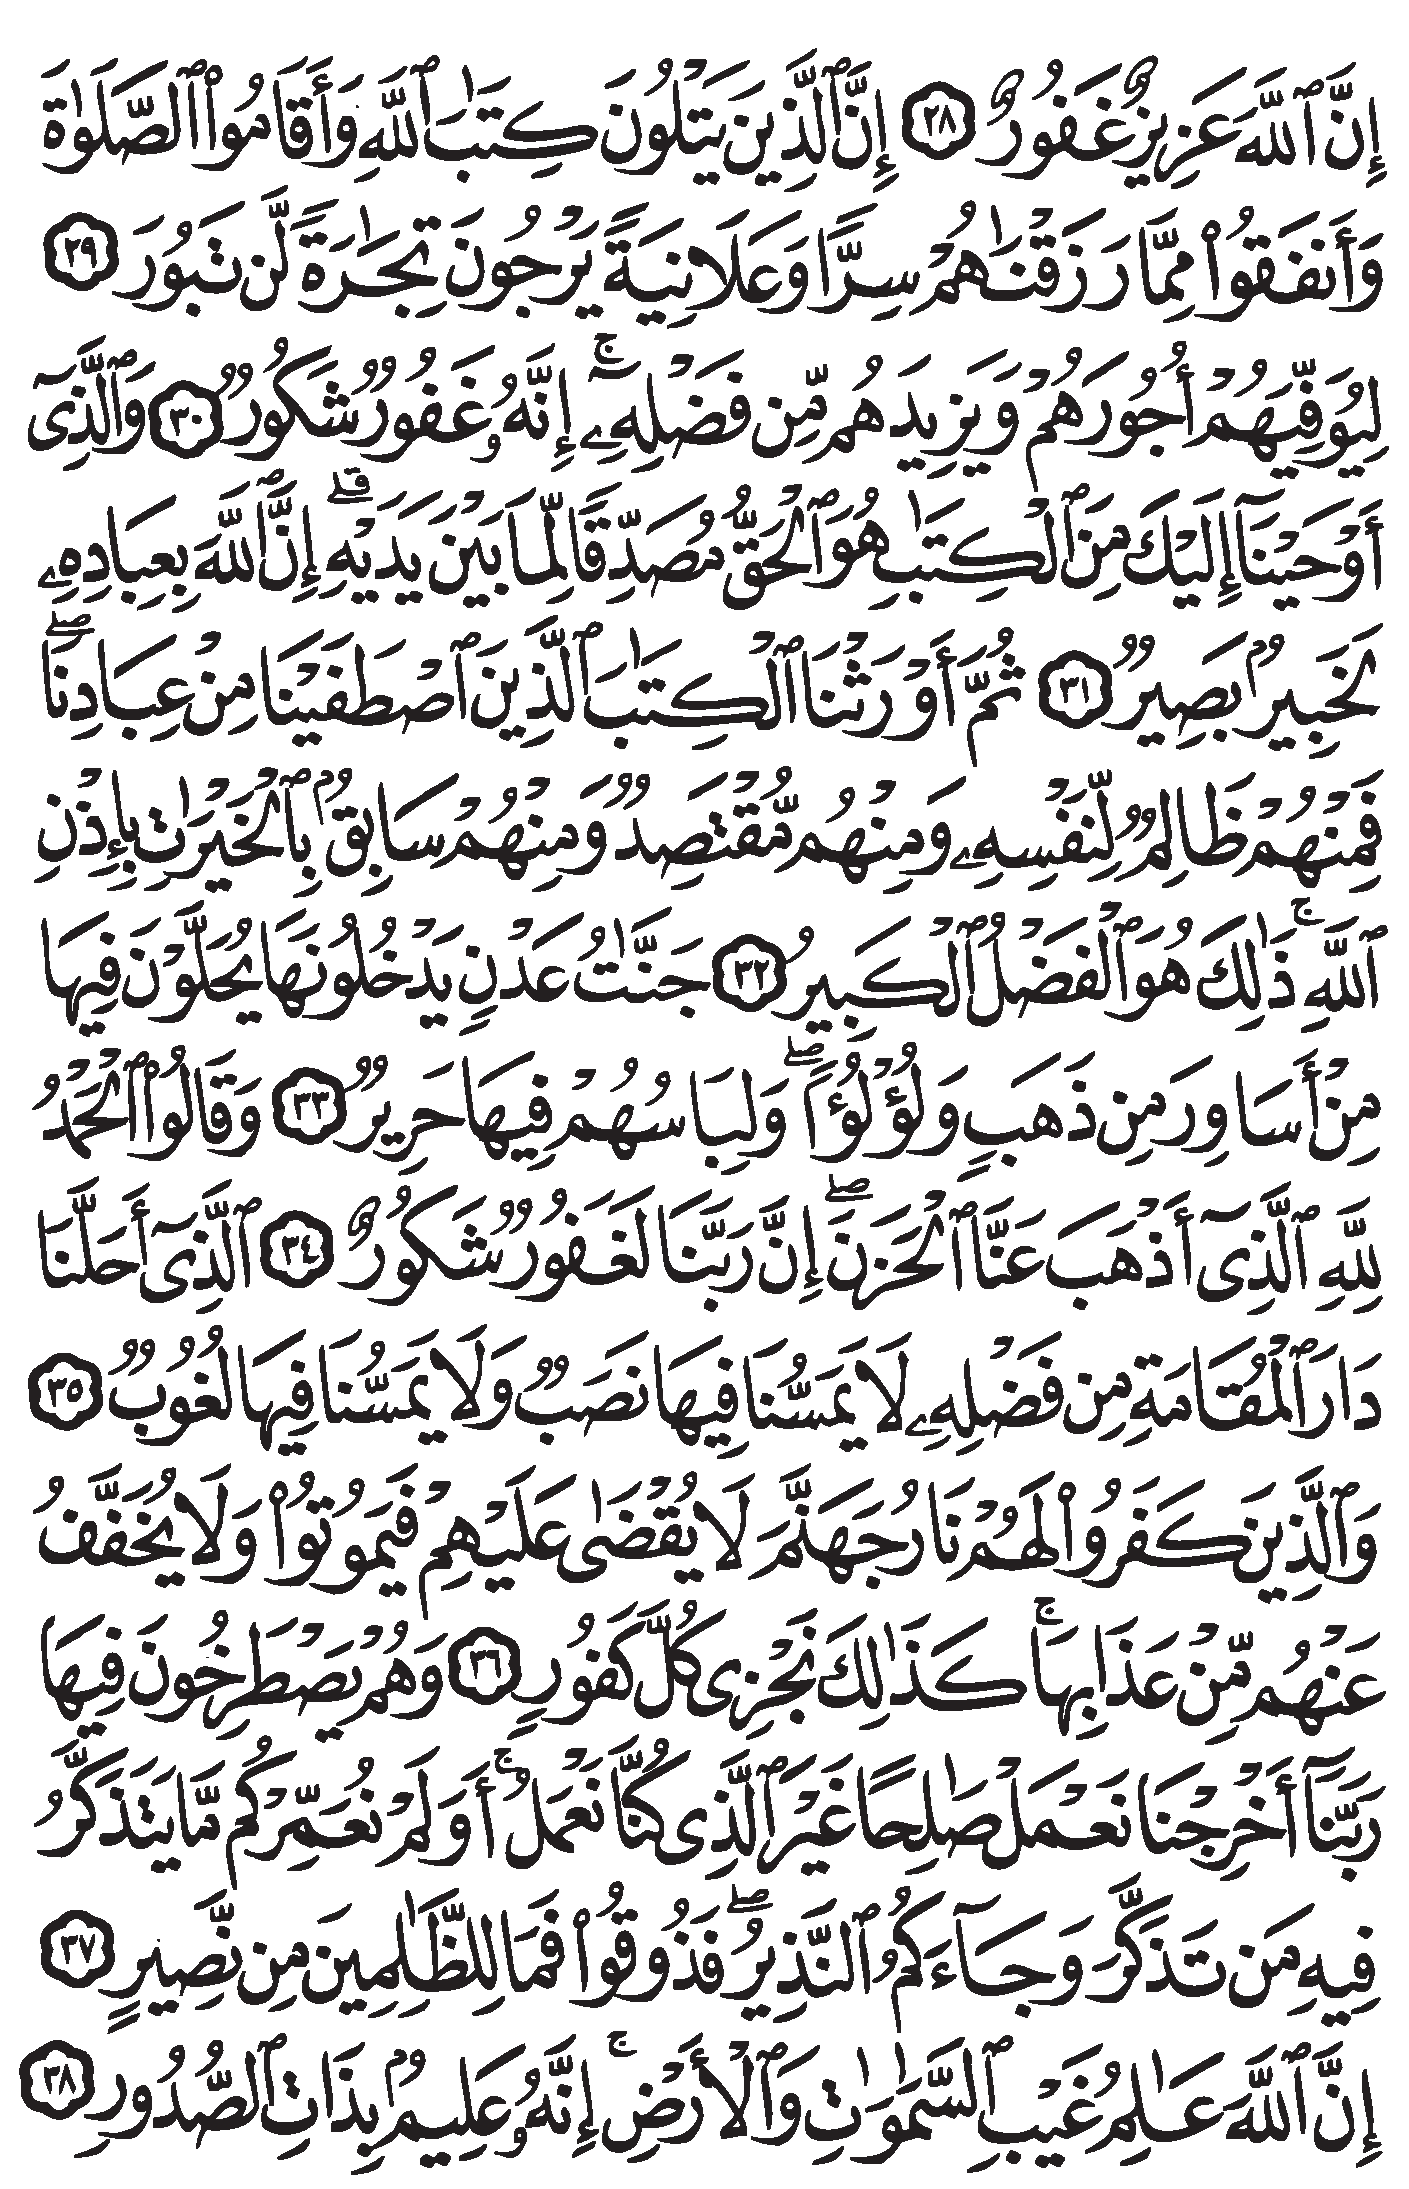 إِنَّ ٱللَّهَ عَزِيزٌ غَفُورٌ ٢٨ إِنَّ ٱلَّذِينَ يَتْلُونَ كِتَٰبَ ٱللَّهِ وَأَقَامُوا۟ ٱلصَّلَوٰةَ
وَأَنفَقُوا۟ مِمَّا رَزَقْنَٰهُمْ سِرًّا وَعَلَانِيَةً يَرْجُونَ تِجَٰرَةً لَّن تَبُورَ ٢٩
لِيُوَفِّيَهُمْ أُجُورَهُمْ وَيَزِيدَهُم مِّن فَضْلِهِۦٓ ۚ إِنَّهُۥ غَفُورٌ شَكُورٌ ٣٠ وَٱلَّذِىٓ
أَوْحَيْنَآ إِلَيْكَ مِنَ ٱلْكِتَٰبِ هُوَ ٱلْحَقُّ مُصَدِّقًا لِّمَا بَيْنَ يَدَيْهِ ۗ إِنَّ ٱللَّهَ بِعِبَادِهِۦ
لَخَبِيرٌۢ بَصِيرٌ ٣١ ثُمَّ أَوْرَثْنَا ٱلْكِتَٰبَ ٱلَّذِينَ ٱصْطَفَيْنَا مِنْ عِبَادِنَا ۖ
فَمِنْهُمْ ظَالِمٌ لِّنَفْسِهِۦ وَمِنْهُم مُّقْتَصِدٌ وَمِنْهُمْ سَابِقٌۢ بِٱلْخَيْرَٰتِ بِإِذْنِ
ٱللَّهِ ۚ ذَٰلِكَ هُوَ ٱلْفَضْلُ ٱلْكَبِيرُ ٣٢ جَنَّٰتُ عَدْنٍ يَدْخُلُونَهَا يُحَلَّوْنَ فِيهَا
مِنْ أَسَاوِرَ مِن ذَهَبٍ وَلُؤْلُؤًا ۖ وَلِبَاسُهُمْ فِيهَا حَرِيرٌ ٣٣ وَقَالُوا۟ ٱلْحَمْدُ
لِلَّهِ ٱلَّذِىٓ أَذْهَبَ عَنَّا ٱلْحَزَنَ ۖ إِنَّ رَبَّنَا لَغَفُورٌ شَكُورٌ ٣٤ ٱلَّذِىٓ أَحَلَّنَا
دَارَ ٱلْمُقَامَةِ مِن فَضْلِهِۦ لَا يَمَسُّنَا فِيهَا نَصَبٌ وَلَا يَمَسُّنَا فِيهَا لُغُوبٌ ٣٥
وَٱلَّذِينَ كَفَرُوا۟ لَهُمْ نَارُ جَهَنَّمَ لَا يُقْضَىٰ عَلَيْهِمْ فَيَمُوتُوا۟ وَلَا يُخَفَّفُ
عَنْهُم مِّنْ عَذَابِهَا ۚ كَذَٰلِكَ نَجْزِى كُلَّ كَفُورٍ ٣٦ وَهُمْ يَصْطَرِخُونَ فِيهَا
رَبَّنَآ أَخْرِجْنَا نَعْمَلْ صَٰلِحًا غَيْرَ ٱلَّذِى كُنَّا نَعْمَلُ ۚ أَوَلَمْ نُعَمِّرْكُم مَّا يَتَذَكَّرُ
فِيهِ مَن تَذَكَّرَ وَجَآءَكُمُ ٱلنَّذِيرُ ۖ فَذُوقُوا۟ فَمَا لِلظَّٰلِمِينَ مِن نَّصِيرٍ ٣٧
إِنَّ ٱللَّهَ عَٰلِمُ غَيْبِ ٱلسَّمَٰوَٰتِ وَٱلْأَرْضِ ۚ إِنَّهُۥ عَلِيمٌۢ بِذَاتِ ٱلصُّدُورِ ٣٨